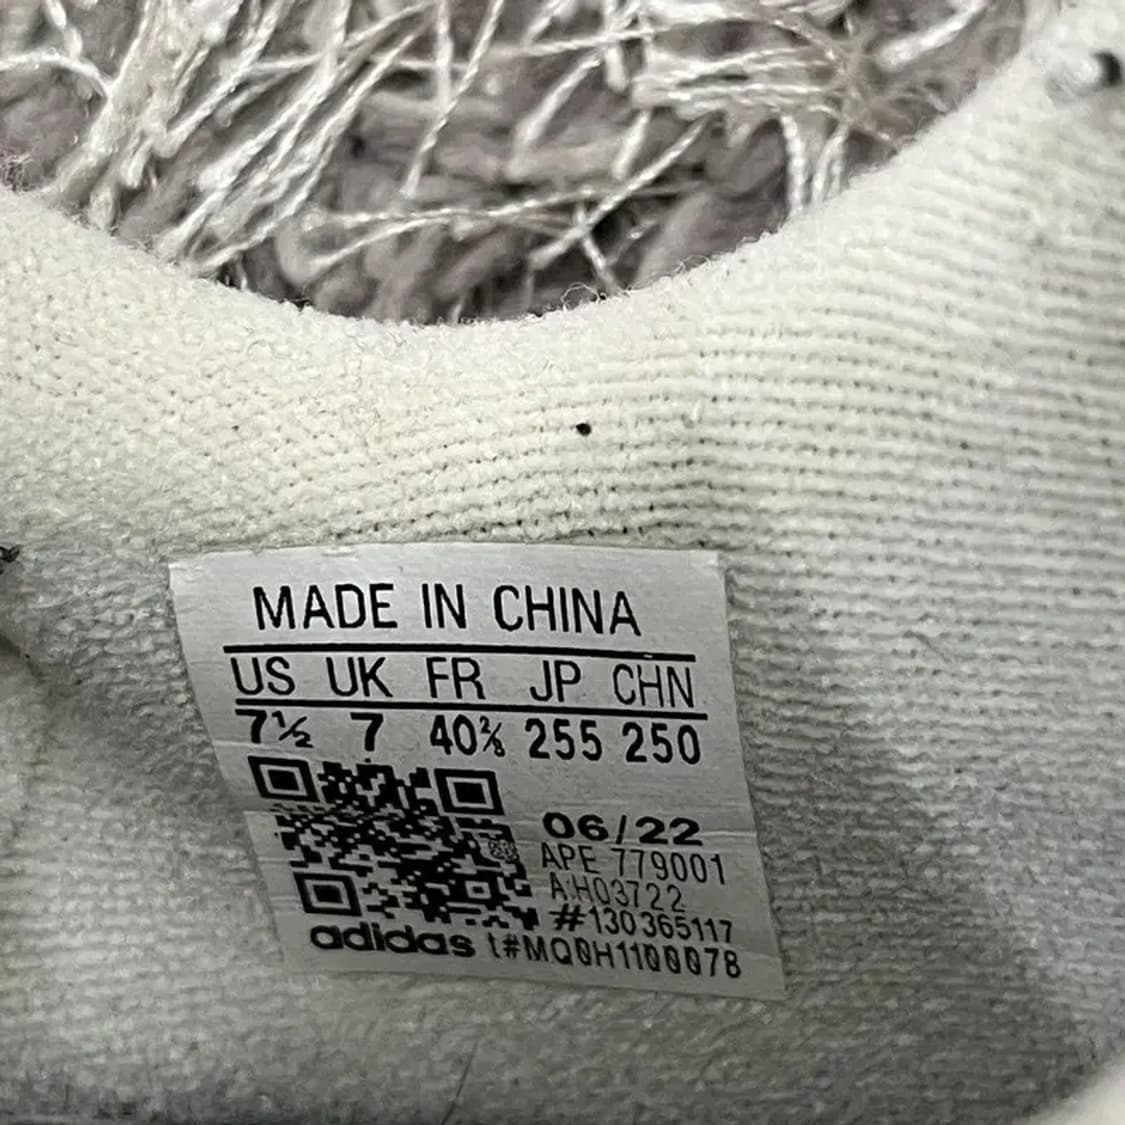 MADE IN CHINA
US UK FR JP CHN
7½ 7 40⅔ 255 250
06/22
APE 779001
A:H03722
#130365117
adidas t#MQ0H1100078